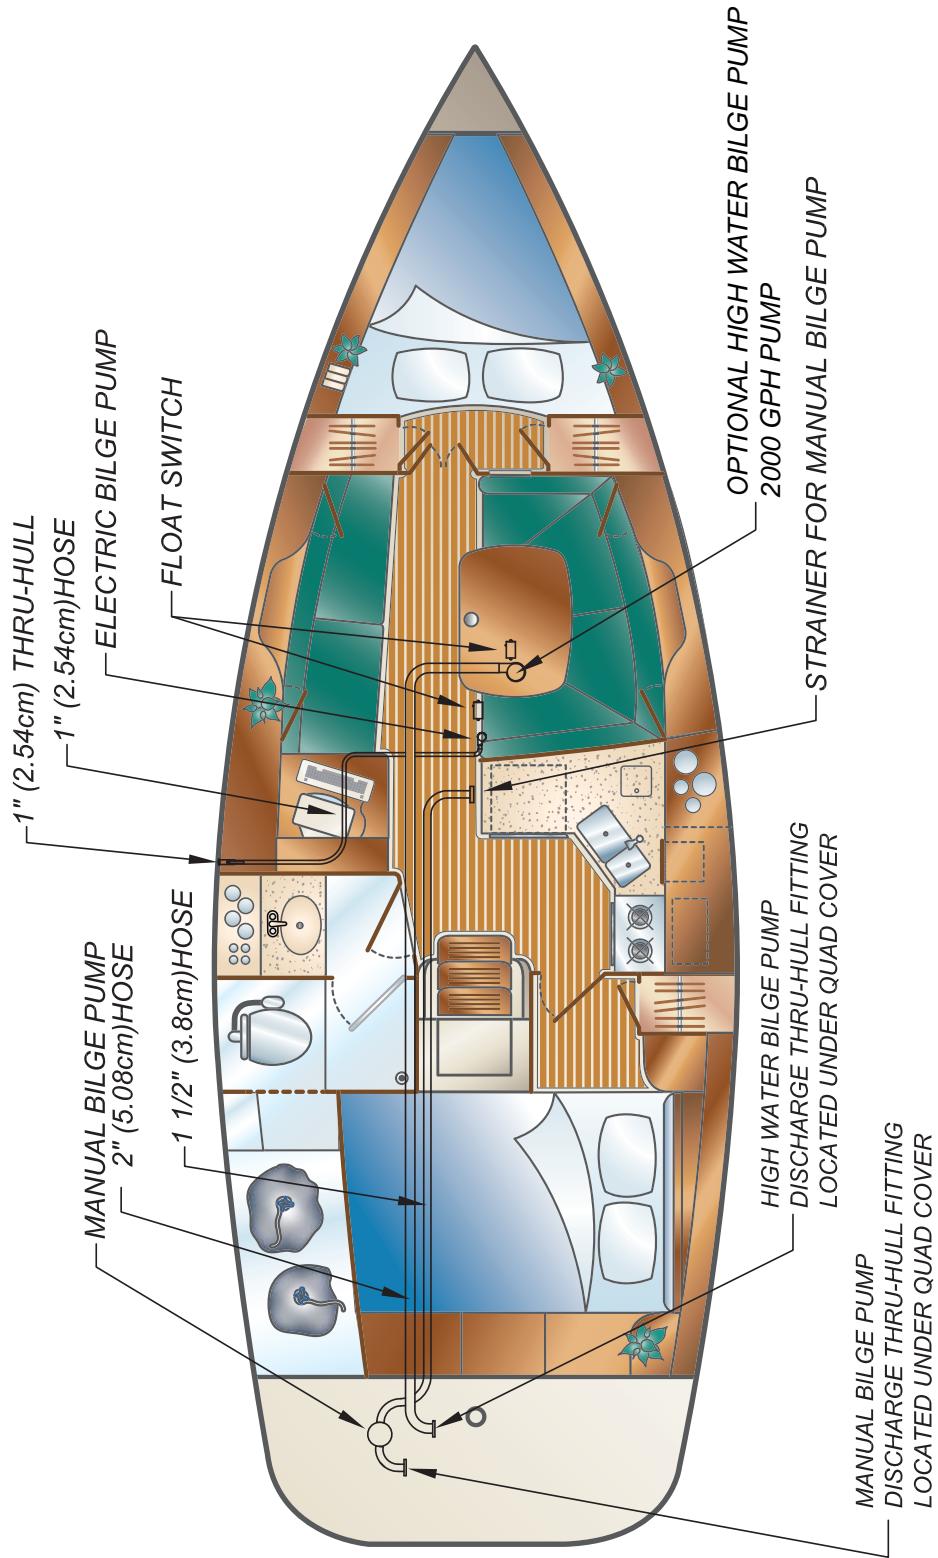 1" (2.54cm) THRU-HULL
1" (2.54cm)HOSE
ELECTRIC BILGE PUMP
FLOAT SWITCH
OPTIONAL HIGH WATER BILGE PUMP
2000 GPH PUMP
STRAINER FOR MANUAL BILGE PUMP
MANUAL BILGE PUMP
2" (5.08cm)HOSE
1 1/2" (3.8cm)HOSE
HIGH WATER BILGE PUMP
DISCHARGE THRU-HULL FITTING
LOCATED UNDER QUAD COVER
MANUAL BILGE PUMP
DISCHARGE THRU-HULL FITTING
LOCATED UNDER QUAD COVER